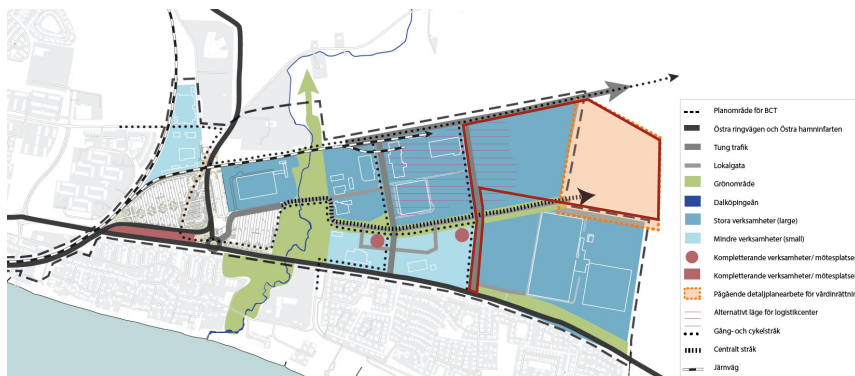 Planområde för BCT
Östra ringvägen och Östra hamninfarten
Tung trafik
Lokalgata
Grönområde
Dalköpingeån
Stora verksamheter (large)
Mindre verksamheter (small)
Kompletterande verksamheter/ mötesplatser
Kompletterande verksamheter/ mötesplatser
Pågående detaljplanearbete för vårdinrättnin
Alternativt läge för logistikcenter
Gång- och cykelstråk
Centralt stråk
Järnväg